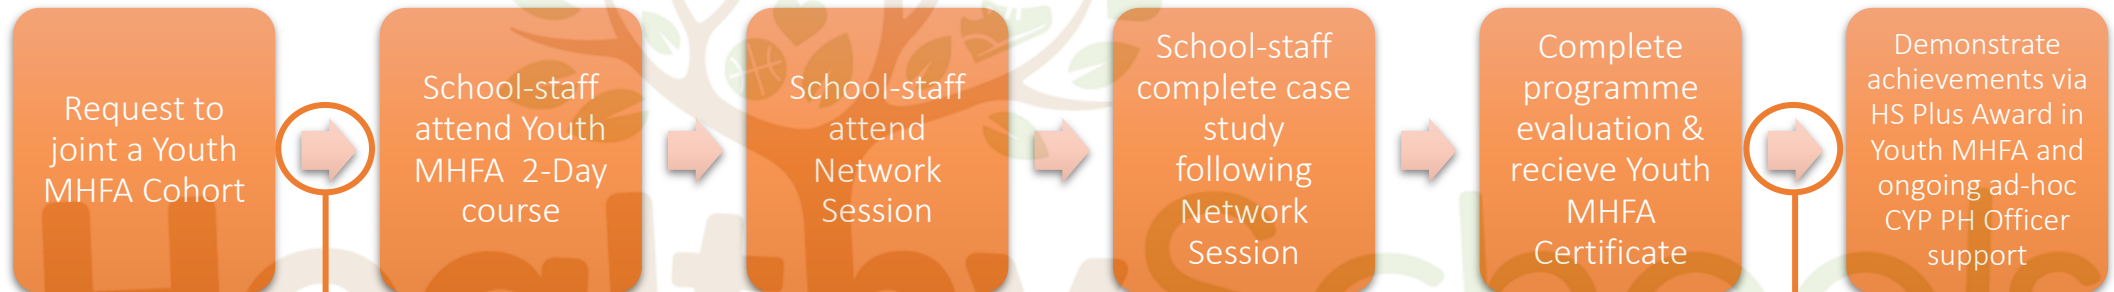 Request to
joint a Youth
MHFA Cohort
School-staff
attend Youth
MHFA 2-Day
course
School-staff
attend
Network
Session
School-staff
complete case
study
following
Network
Session
Complete
programme
evaluation &
recieve Youth
MHFA
Certificate
Demonstrate
achievements via
HS Plus Award in
Youth MHFA and
ongoing ad-hoc
CYP PH Officer
support
Healthy Schools